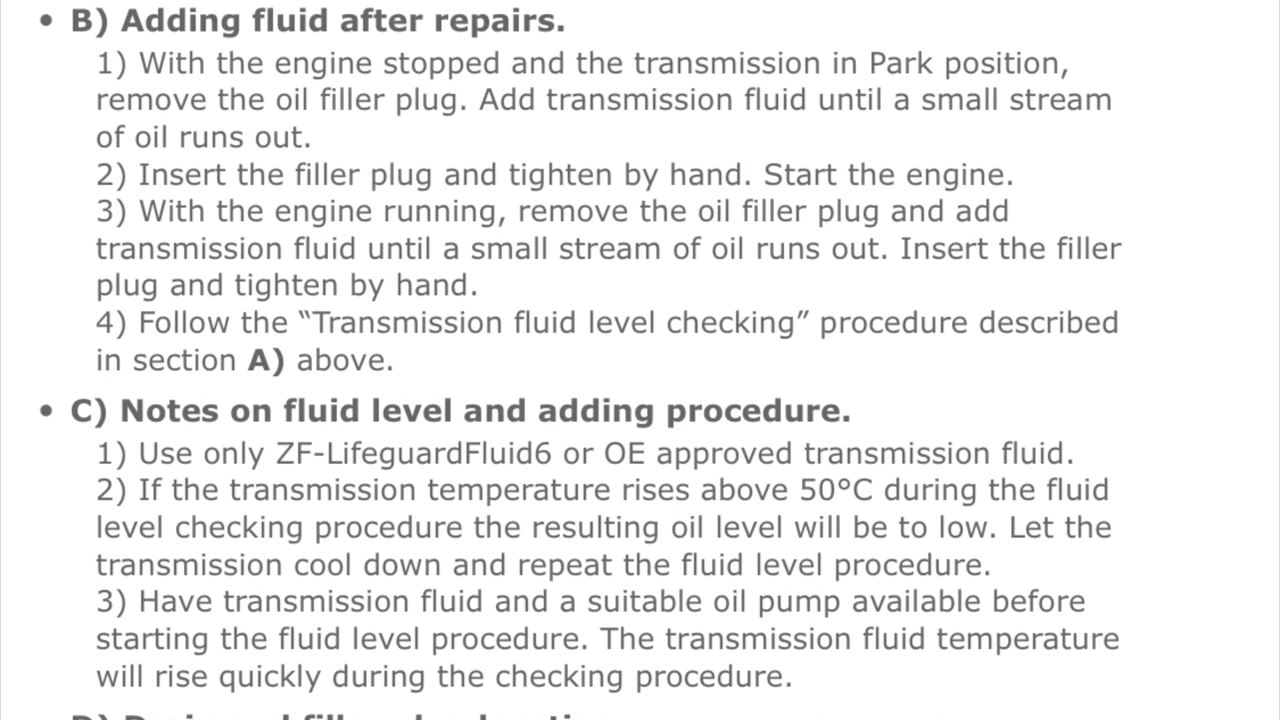 • B) Adding fluid after repairs.
1) With the engine stopped and the transmission in Park position,
remove the oil filler plug. Add transmission fluid until a small stream
of oil runs out.
2) Insert the filler plug and tighten by hand. Start the engine.
3) With the engine running, remove the oil filler plug and add
transmission fluid until a small stream of oil runs out. Insert the filler
plug and tighten by hand.
4) Follow the “Transmission fluid level checking” procedure described
in section A) above.
• C) Notes on fluid level and adding procedure.
1) Use only ZF-LifeguardFluid6 or OE approved transmission fluid.
2) If the transmission temperature rises above 50°C during the fluid
level checking procedure the resulting oil level will be to low. Let the
transmission cool down and repeat the fluid level procedure.
3) Have transmission fluid and a suitable oil pump available before
starting the fluid level procedure. The transmission fluid temperature
will rise quickly during the checking procedure.